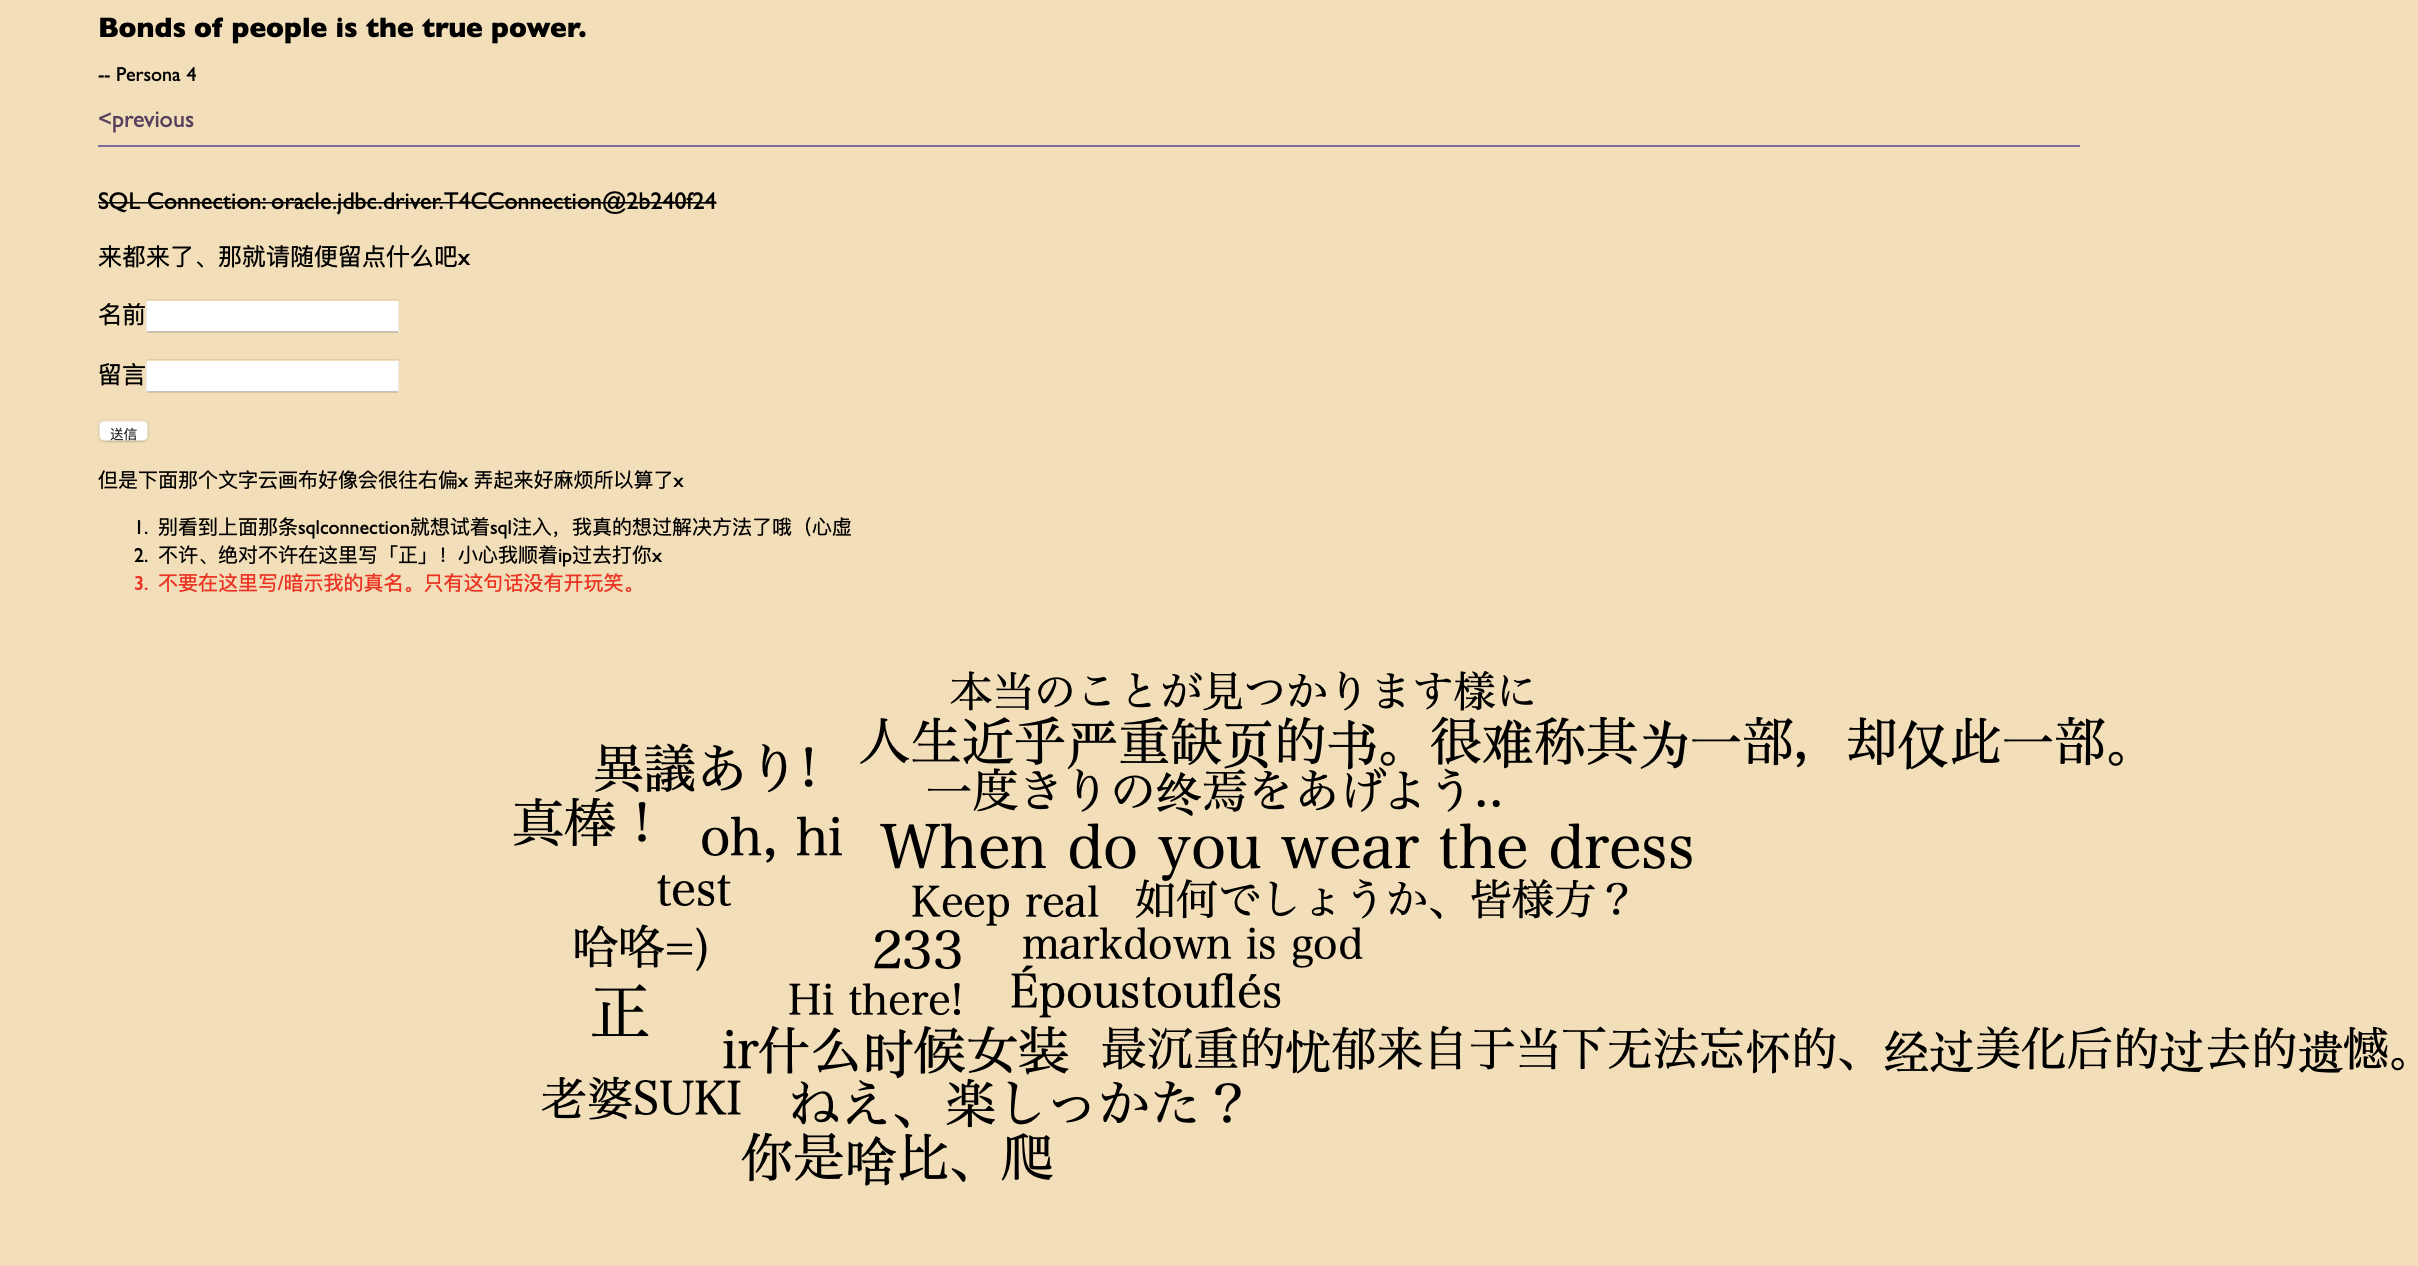 Bonds of people is the true power.
-- Persona 4
<previous
SQL Connection: oracle.jdbc.driver.T4CConnection@2b240f24
来都来了、那就请随便留点什么吧x
名前
留言
送信
但是下面那个文字云画布好像会很往右偏x 弄起来好麻烦所以算了x
1. 别看到上面那条sqlconnection就想试着sql注入，我真的想过解决方法了哦（心虚
2. 不许、绝对不许在这里写「正」！小心我顺着ip过去打你x
3. 不要在这里写/暗示我的真名。只有这句话没有开玩笑。
本当のことが見つかります樣に
人生近乎严重缺页的书。很难称其为一部，却仅此一部。
異議あり!
一度きりの终焉をあげよう..
真棒！
oh, hi
When do you wear the dress
test
Keep real
如何でしょうか、皆様方？
哈咯=)
233
markdown is god
Époustouflés
正
Hi there!
ir什么时候女装
最沉重的忧郁来自于当下无法忘怀的、经过美化后的过去的遗憾。
老婆SUKI
ねえ、楽しっかた？
你是啥比、爬